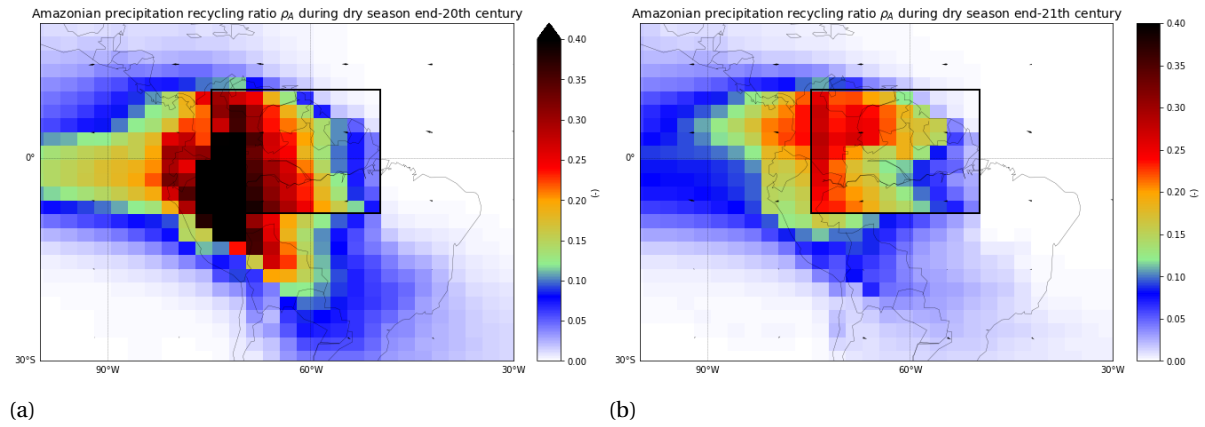 Amazonian precipitation recycling ratio ρA during dry season end-20th century
0.40
0.35
0.30
0.25
0.20
0.15
0.10
0.05
0.00
(-)
0°
30°S
90°W
60°W
30°W
(a)
Amazonian precipitation recycling ratio ρA during dry season end-21th century
0.40
0.35
0.30
0.25
0.20
0.15
0.10
0.05
0.00
(-)
0°
30°S
90°W
60°W
30°W
(b)